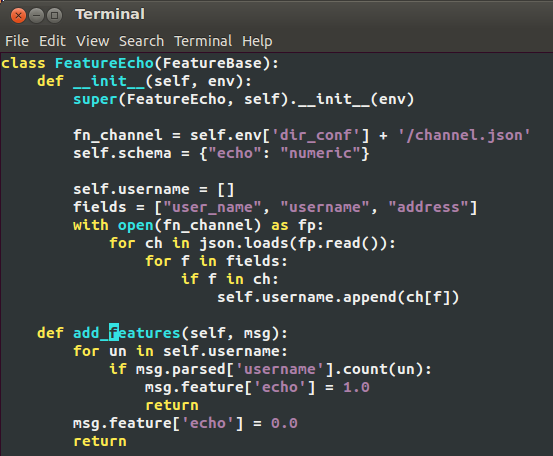 Terminal
File Edit View Search Terminal Help
class FeatureEcho(FeatureBase):
    def __init__(self, env):
        super(FeatureEcho, self).__init__(env)

        fn_channel = self.env['dir_conf'] + '/channel.json'
        self.schema = {"echo": "numeric"}

        self.username = []
        fields = ["user_name", "username", "address"]
        with open(fn_channel) as fp:
            for ch in json.loads(fp.read()):
                for f in fields:
                    if f in ch:
                        self.username.append(ch[f])

    def add_features(self, msg):
        for un in self.username:
            if msg.parsed['username'].count(un):
                msg.feature['echo'] = 1.0
                return
        msg.feature['echo'] = 0.0
        return